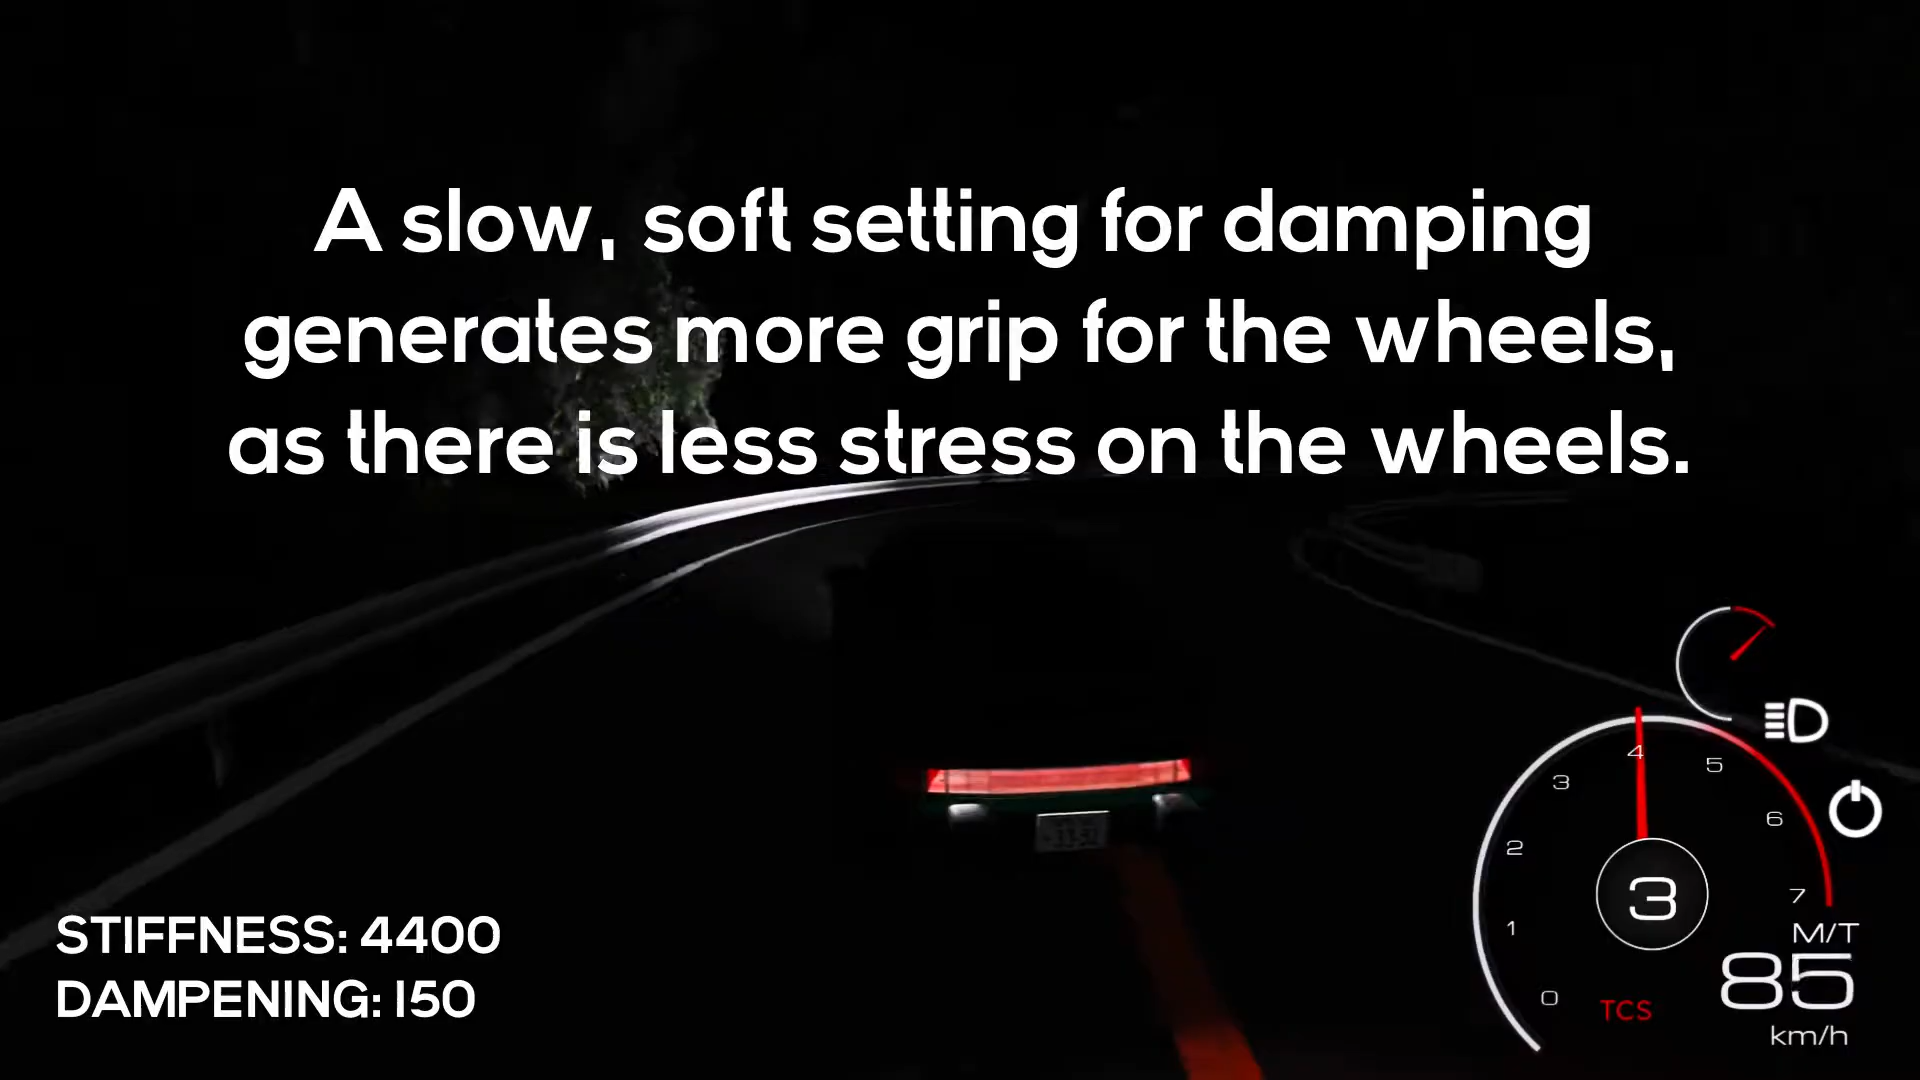 A slow, soft setting for damping
generates more grip for the wheels,
as there is less stress on the wheels.
STIFFNESS: 4400
DAMPENING: 150
0
1
2
3
4
5
6
7
3
M/T
85
km/h
TCS